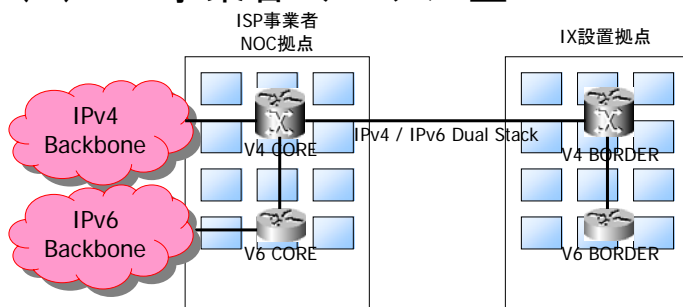 ISP事業者
NOC拠点
IX設置拠点
IPv4
Backbone
IPv4 / IPv6 Dual Stack
V4 CORE
V4 BORDER
IPv6
Backbone
V6 CORE
V6 BORDER